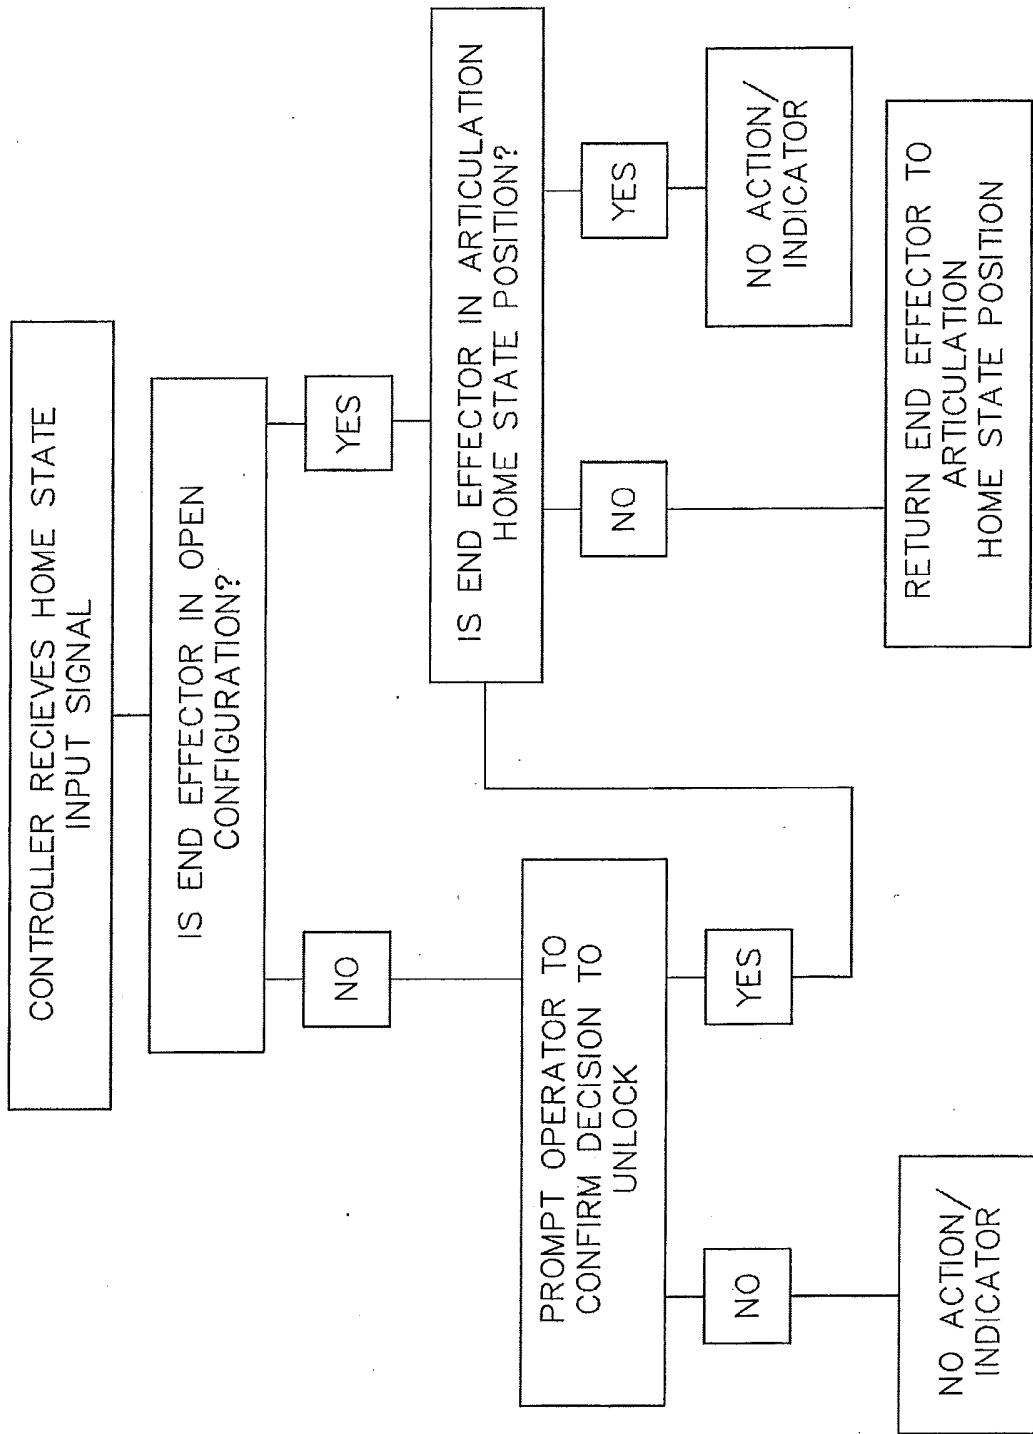 CONTROLLER RECIEVES HOME STATE
INPUT SIGNAL
IS END EFFECTOR IN OPEN
CONFIGURATION?
NO
YES
PROMPT OPERATOR TO
CONFIRM DECISION TO
UNLOCK
IS END EFFECTOR IN ARTICULATION
HOME STATE POSITION?
NO
YES
NO
YES
NO ACTION/
INDICATOR
NO ACTION/
INDICATOR
RETURN END EFFECTOR TO
ARTICULATION
HOME STATE POSITION